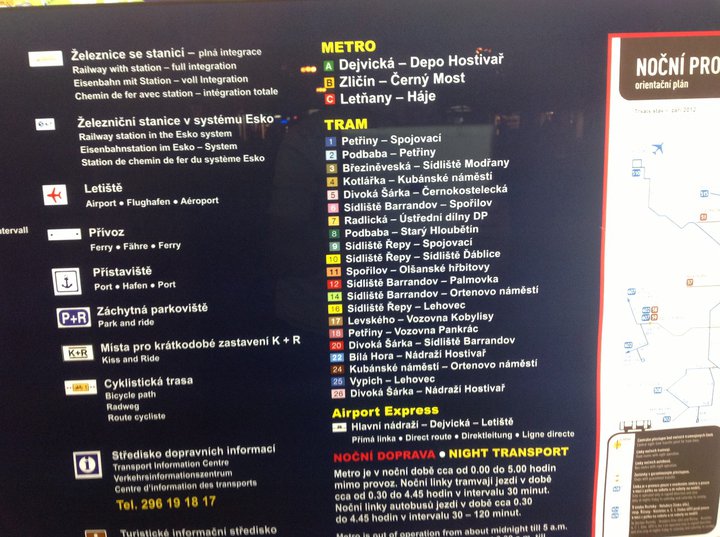 Železnice se stanicí – plná integrace
Railway with station – full integration
Eisenbahn mit Station – voll Integration
Chemin de fer avec station – intégration totale
Železniční stanice v systému Esko
Railway station in the Esko system
Eisenbahnstation im Esko – System
Station de chemin de fer du système Esko
Letiště
Airport ● Flughafen ● Aéroport
Přívoz
Ferry ● Fähre ● Ferry
Přístaviště
Port ● Hafen ● Port
P+R Záchytná parkoviště
Park and ride
K+R Místa pro krátkodobé zastavení K + R
Kiss and Ride
Cyklistická trasa
Bicycle path
Radweg
Route cycliste
i Středisko dopravních informací
Transport Information Centre
Verkehrsinformationszentrum
Centre d'information des transports
Tel. 296 19 18 17
Turistické informační středisko
METRO
A Dejvická – Depo Hostivař
B Zličín – Černý Most
C Letňany – Háje
TRAM
1 Petřiny – Spojovací
2 Podbaba – Petřiny
3 Březiněveská – Sídliště Modřany
4 Kotlářka – Kubánské náměstí
5 Divoká Šárka – Černokostelecká
6 Sídliště Barrandov – Spořilov
7 Radlická – Ústřední dílny DP
8 Podbaba – Starý Hloubětín
9 Sídliště Řepy – Spojovací
10 Sídliště Řepy – Sídliště Ďáblice
11 Spořilov – Olšanské hřbitovy
12 Sídliště Barrandov – Palmovka
14 Sídliště Barrandov – Ortenovo náměstí
16 Sídliště Řepy – Lehovec
17 Levského – Vozovna Kobylisy
18 Petřiny – Vozovna Pankrác
20 Divoká Šárka – Sídliště Barrandov
22 Bílá Hora – Nádraží Hostivař
24 Kubánské náměstí – Ortenovo náměstí
25 Vypich – Lehovec
26 Divoká Šárka – Nádraží Hostivař
Airport Express
Hlavní nádraží – Dejvická – Letiště
Přímá linka ● Direct route ● Direktleitung ● Ligne directe
NOČNÍ DOPRAVA ● NIGHT TRANSPORT
Metro je v noční době cca od 0.00 do 5.00 hodin
mimo provoz. Noční linky tramvají jezdí v době
cca od 0.30 do 4.45 hodin v intervalu 30 minut.
Noční linky autobusů jezdí v době cca od 0.30
do 4.45 hodin v intervalu 30 – 120 minut.
Metro is out of operation from about midnight till 5 a.m.
NOČNÍ PRO
orientační plán